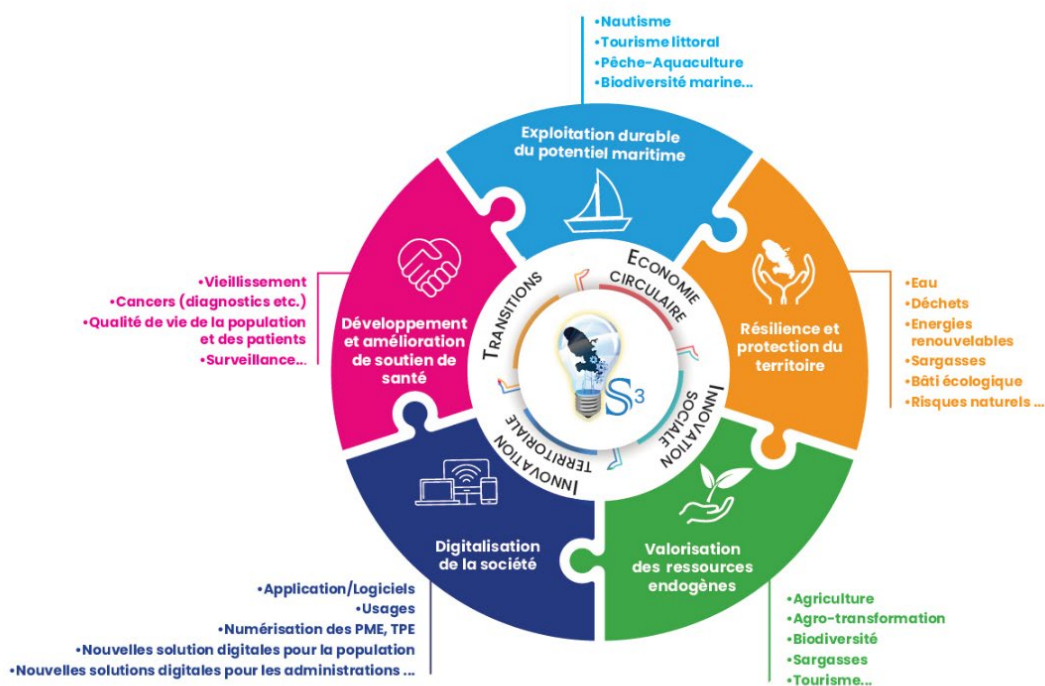 •Nautisme
•Tourisme littoral
•Pêche-Aquaculture
•Biodiversité marine...
Exploitation durable
du potentiel maritime
•Eau
•Déchets
•Energies
renouvelables
•Sargasses
•Bâti écologique
•Risques naturels ...
Résilience et
protection du
territoire
•Vieillissement
•Cancers (diagnostics etc.)
•Qualité de vie de la population
et des patients
•Surveillance...
Développement
et amélioration
de soutien de
santé
TRANSITIONS
ECONOMIE
CIRCULAIRE
INNOVATION
SOCIALE
INNOVATION
TERRITORIALE
S3
Digitalisation
de la société
•Application/Logiciels
•Usages
•Numérisation des PME, TPE
•Nouvelles solution digitales pour la population
•Nouvelles solutions digitales pour les administrations ...
Valorisation
des ressources
endogènes
•Agriculture
•Agro-transformation
•Biodiversité
•Sargasses
•Tourisme...